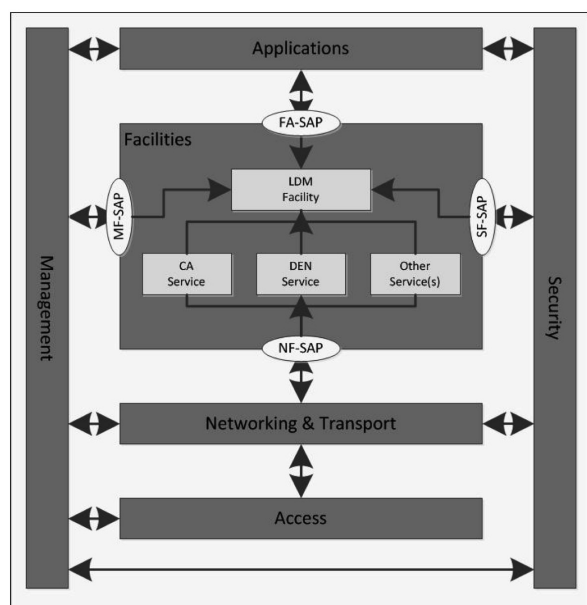 Applications
FA-SAP
Facilities
LDM
Facility
MF-SAP
SF-SAP
CA
Service
DEN
Service
Other
Service(s)
NF-SAP
Management
Security
Networking & Transport
Access